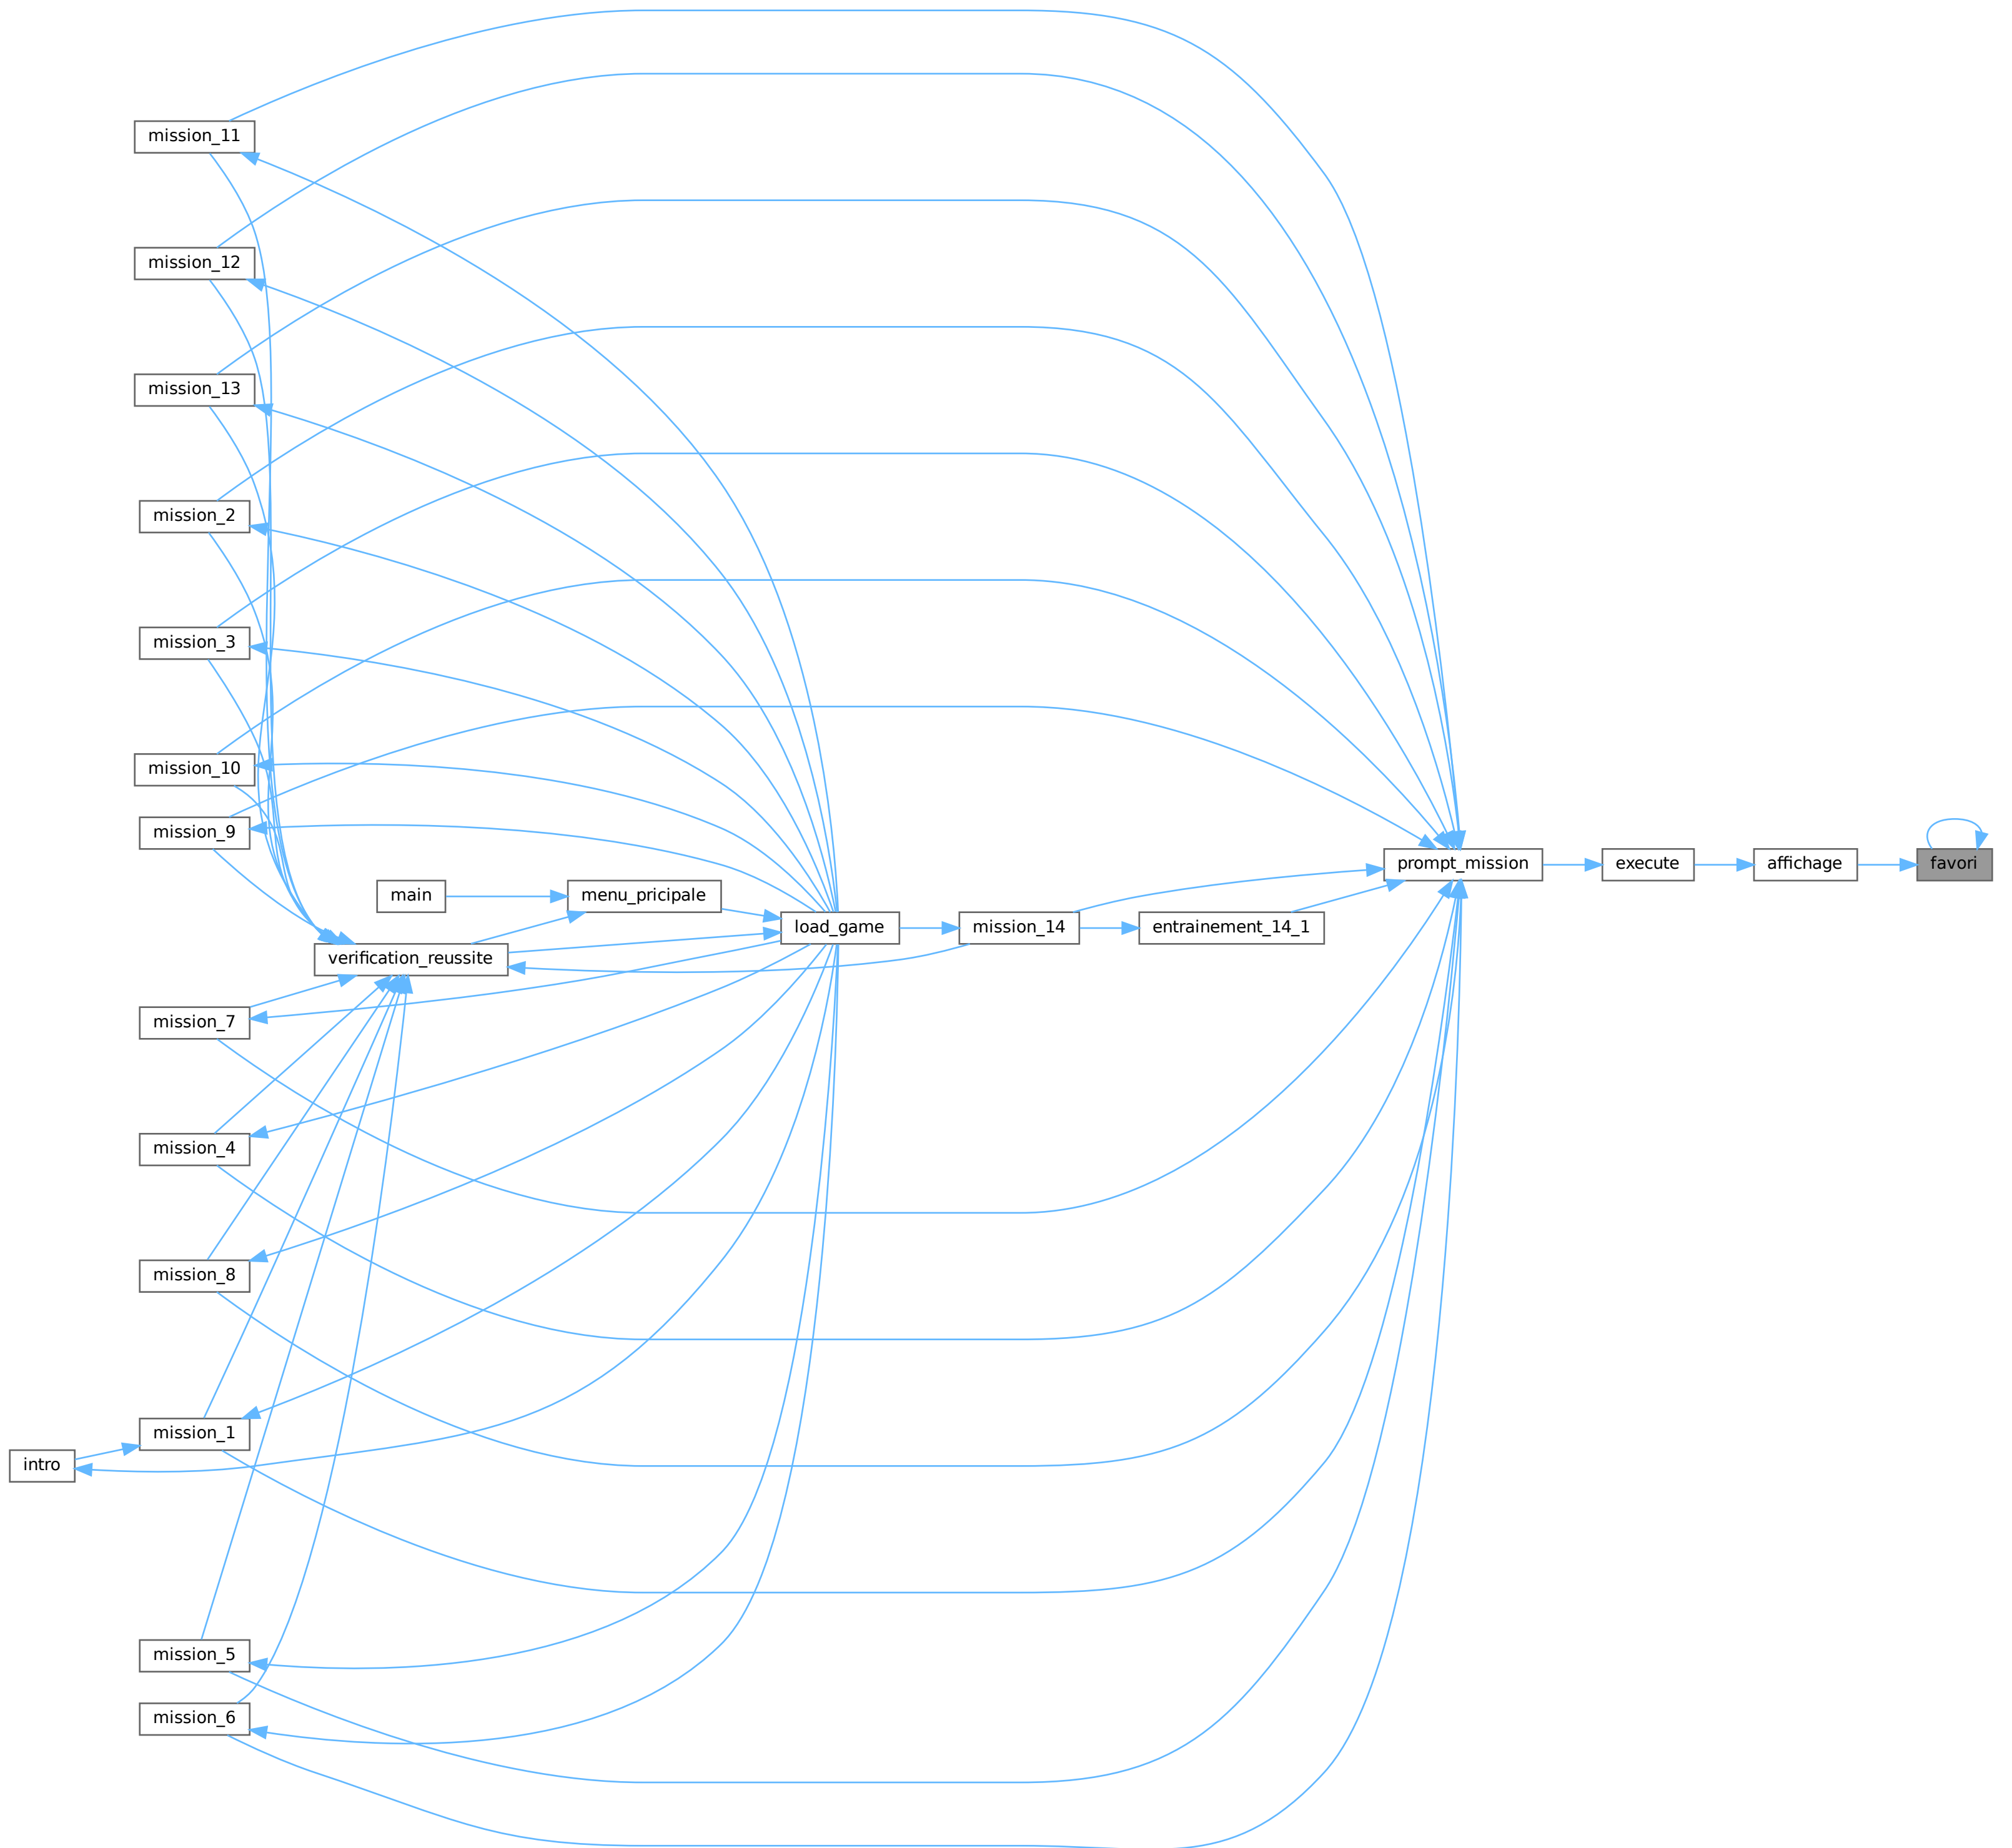 mission_11
mission_12
mission_13
mission_2
mission_3
mission_10
mission_9
prompt_mission
execute
affichage
favori
main
menu_pricipale
load_game
mission_14
entrainement_14_1
verification_reussite
mission_7
mission_4
mission_8
mission_1
intro
mission_5
mission_6